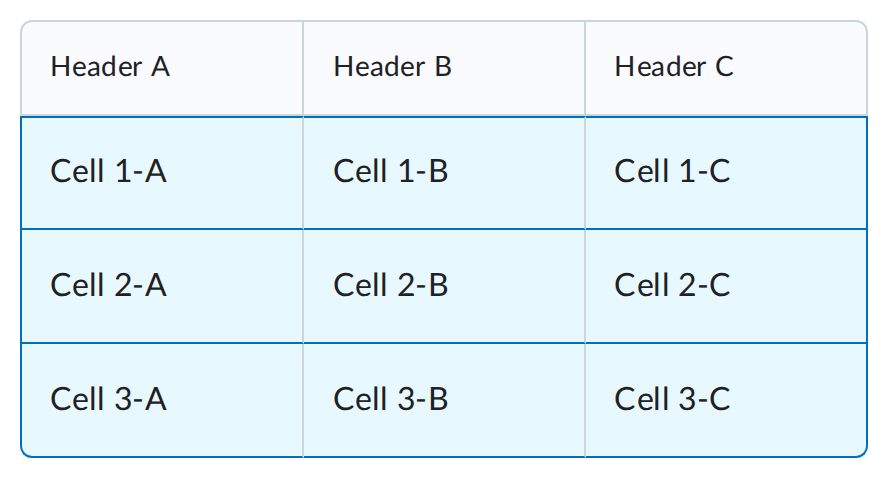 Header A Header B Header C
Cell 1-A Cell 1-B Cell 1-C
Cell 2-A Cell 2-B Cell 2-C
Cell 3-A Cell 3-B Cell 3-C